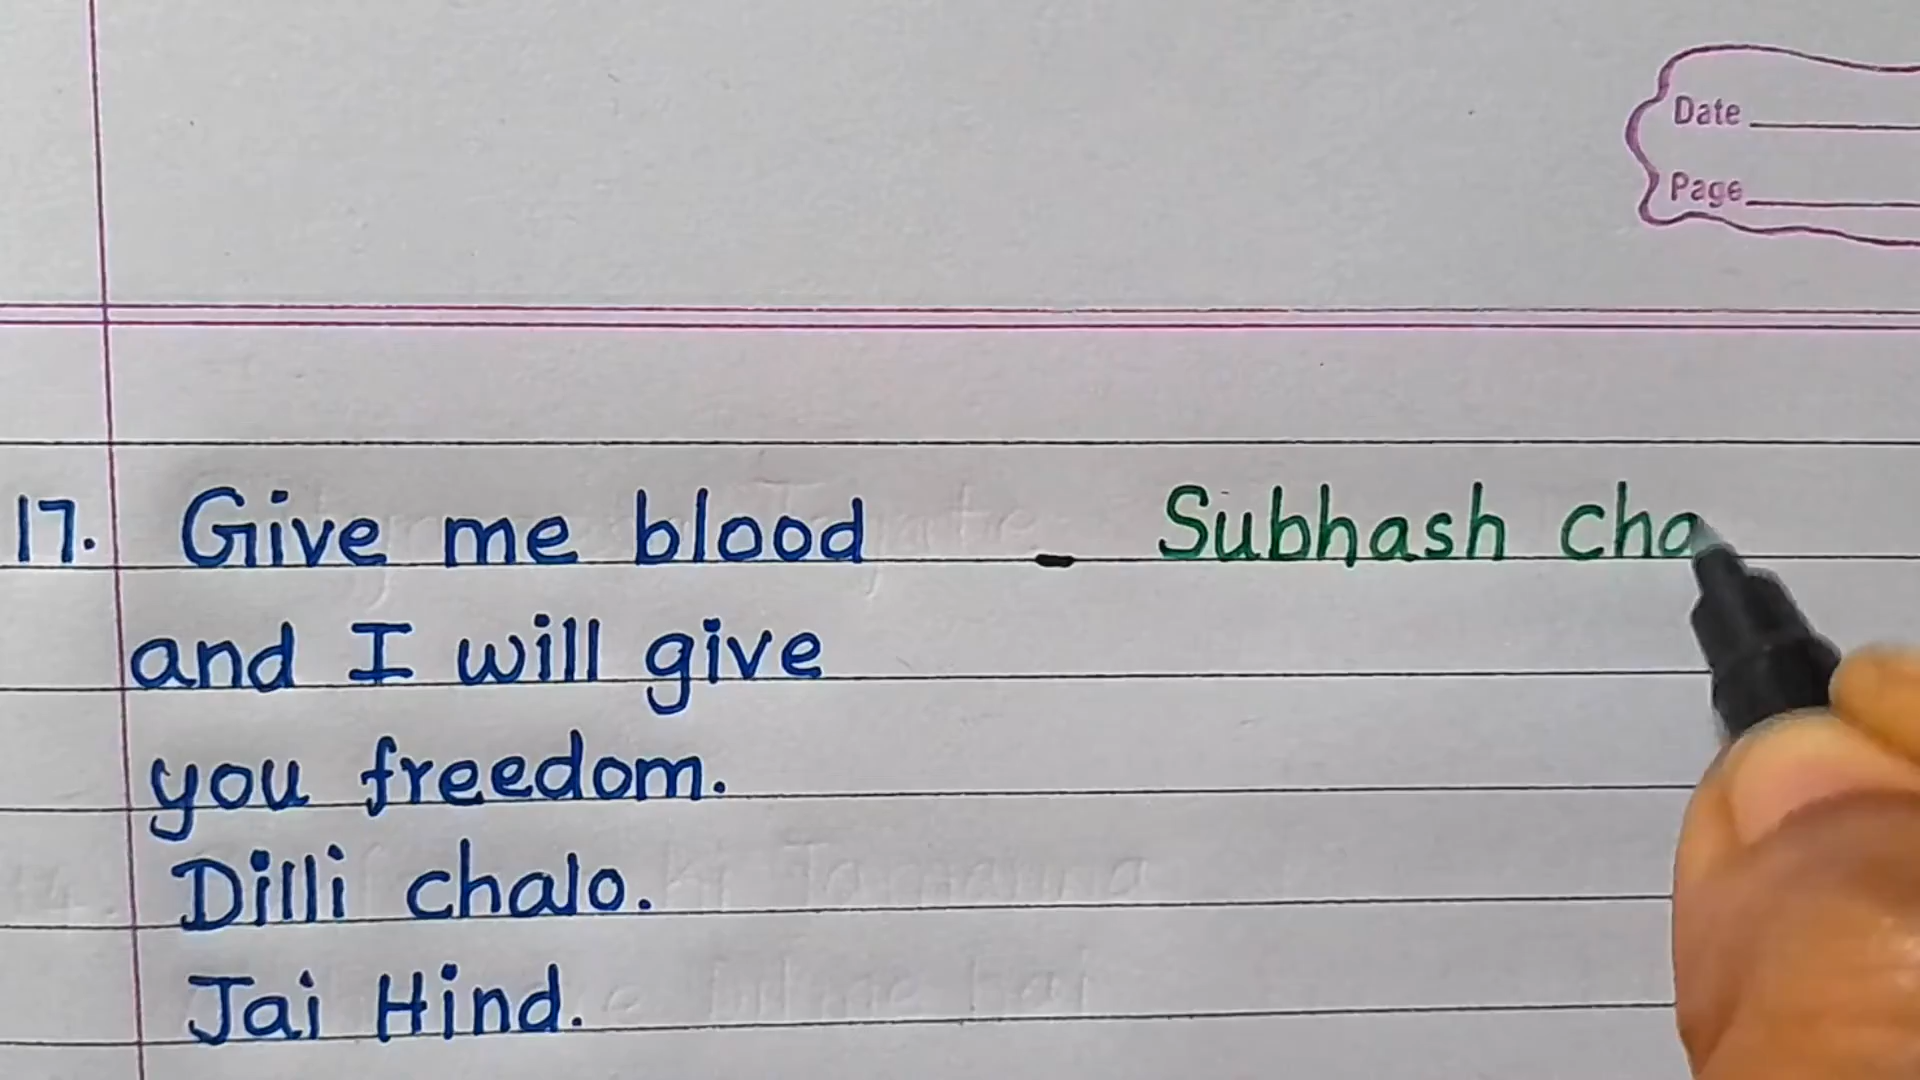 Date
Page
17. Give me blood - Subhash cha
and I will give
you freedom.
Dilli chalo.
Jai Hind.